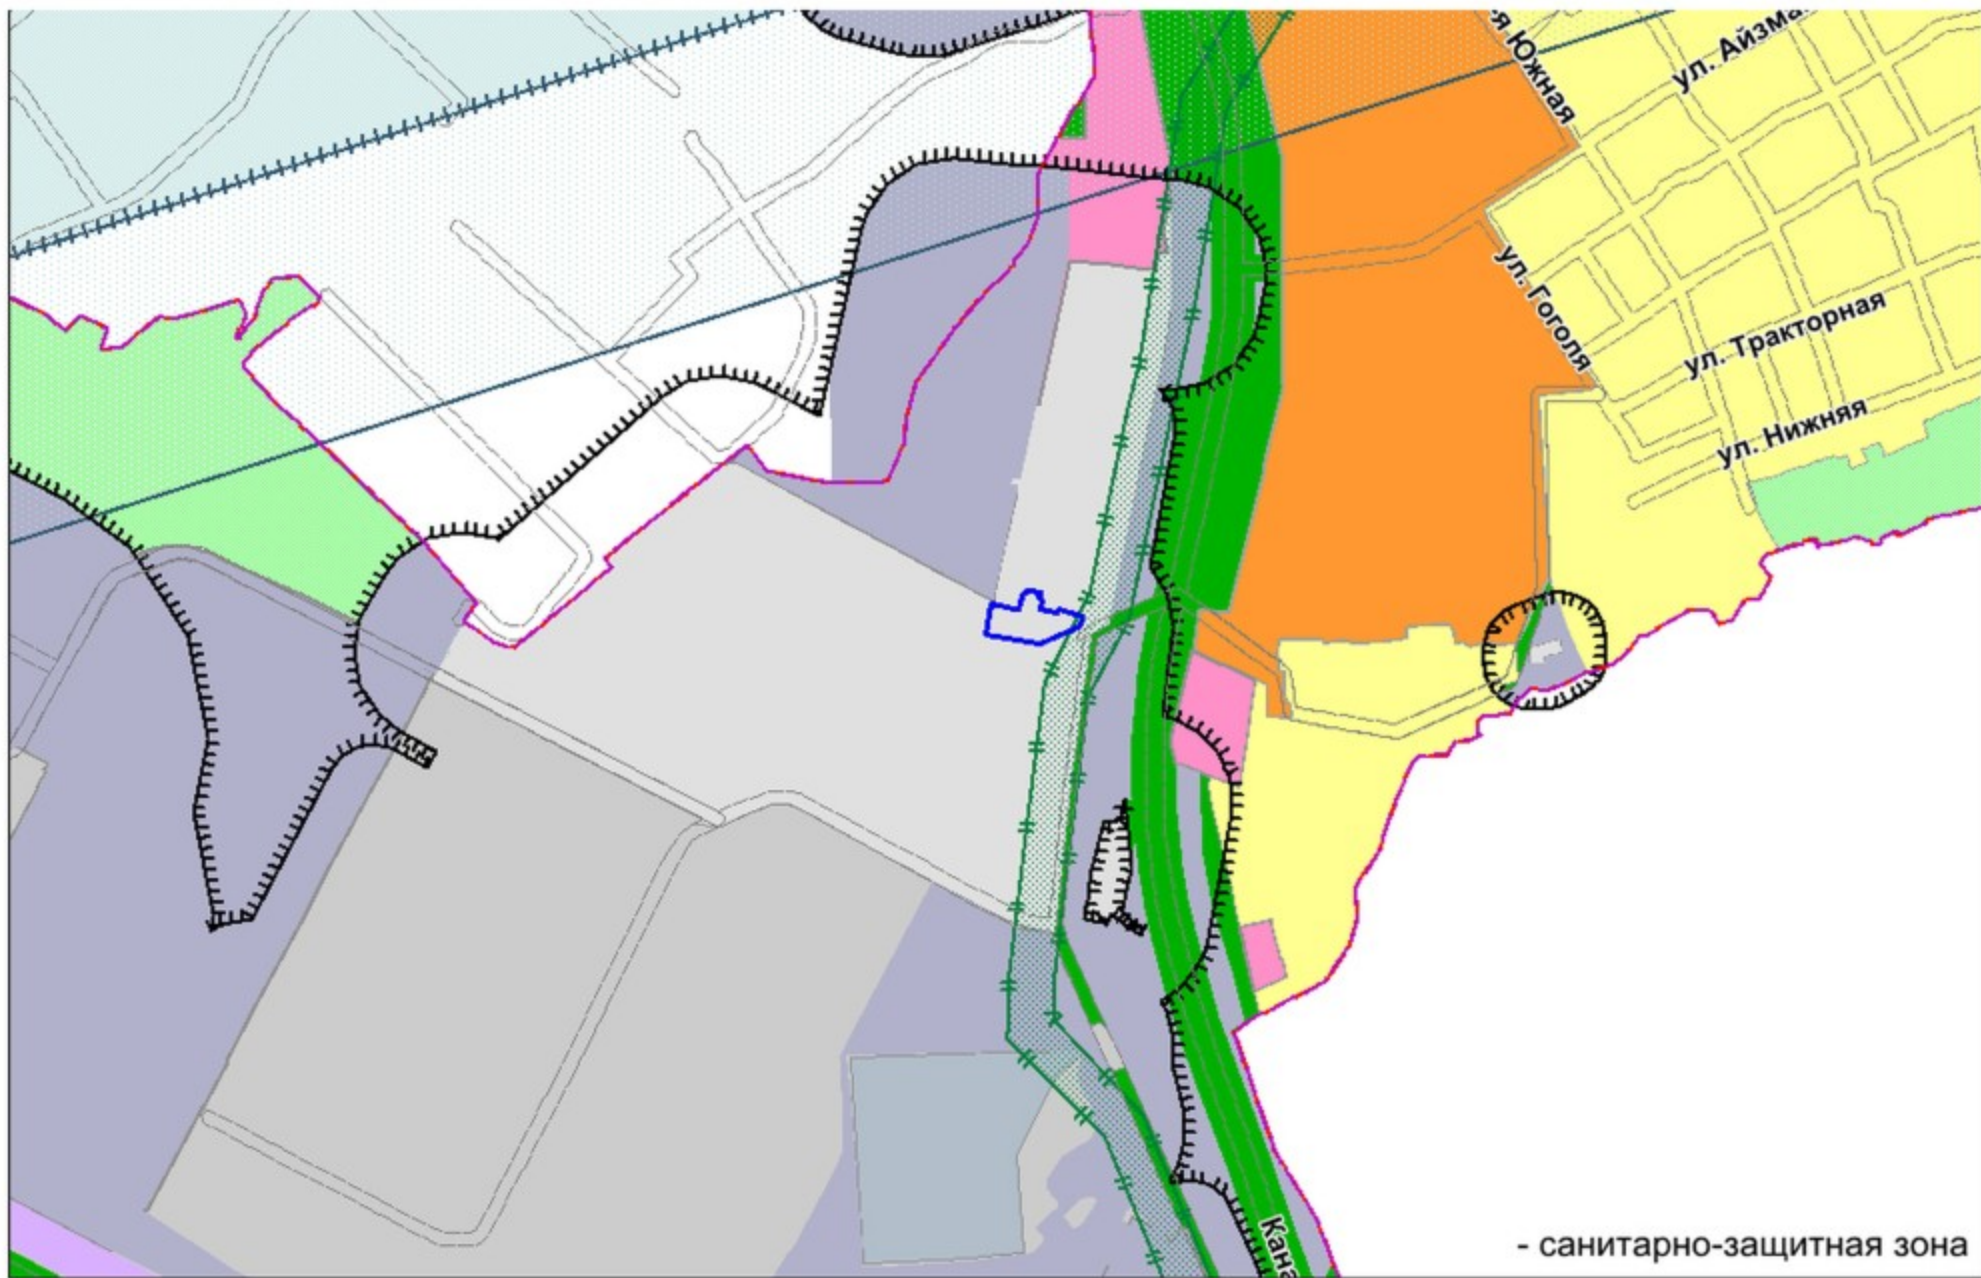 я Южная
ул. Айзма
ул. Гоголя
ул. Тракторная
ул. Нижняя
Кана
- санитарно-защитная зона